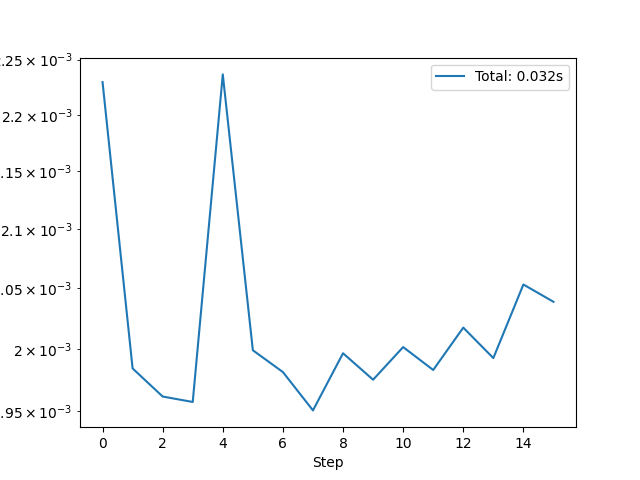 .25 × 10⁻³
2.2 × 10⁻³
.15 × 10⁻³
2.1 × 10⁻³
.05 × 10⁻³
2 × 10⁻³
.95 × 10⁻³
0 2 4 6 8 10 12 14
Step
Total: 0.032s